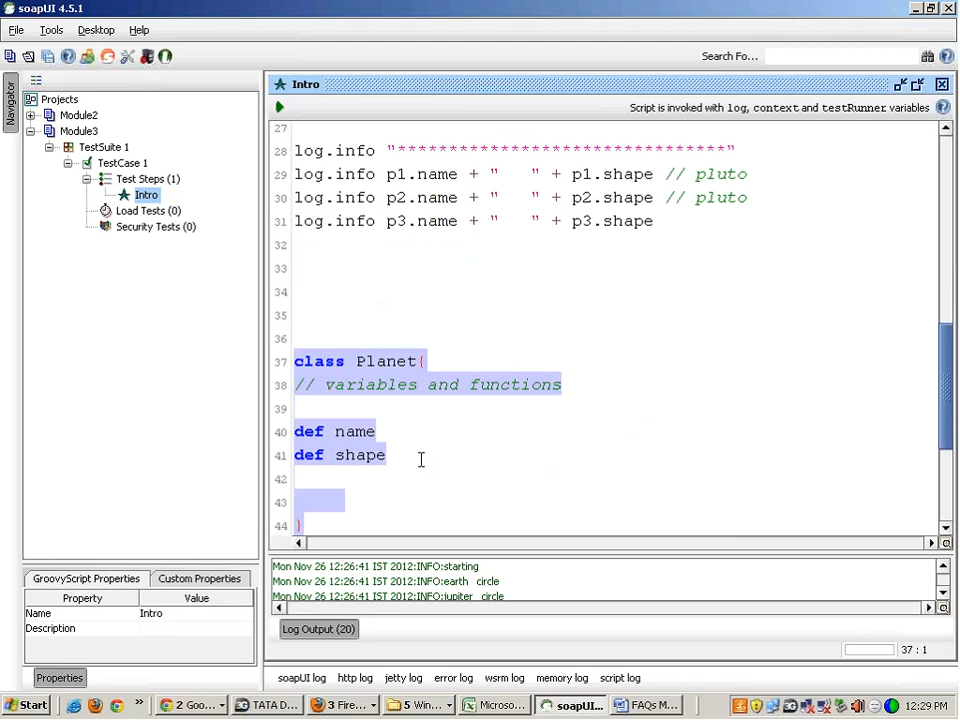 soapUI 4.5.1
File Tools Desktop Help
Search Fo...
Navigator
Projects
Module2
Module3
TestSuite 1
TestCase 1
Test Steps (1)
Intro
Load Tests (0)
Security Tests (0)
Intro
Script is invoked with log, context and testRunner variables
27
28 log.info "********************************"
29 log.info p1.name + "   " + p1.shape // pluto
30 log.info p2.name + "   " + p2.shape // pluto
31 log.info p3.name + "   " + p3.shape
32
33
34
35
36
37 class Planet{
38 // variables and functions
39
40 def name
41 def shape
42
43
44 }
Mon Nov 26 12:26:41 IST 2012:INFO:starting
Mon Nov 26 12:26:41 IST 2012:INFO:earth   circle
Mon Nov 26 12:26:41 IST 2012:INFO:jupiter   circle
Log Output (20)
37 : 1
GroovyScript Properties Custom Properties
Property Value
Name Intro
Description
Properties
soapUI log http log jetty log error log wsrm log memory log script log
Start » 2 Goo... TATA D... 3 Fire... 5 Win... Microso... soapUI... FAQs M... 12:29 PM